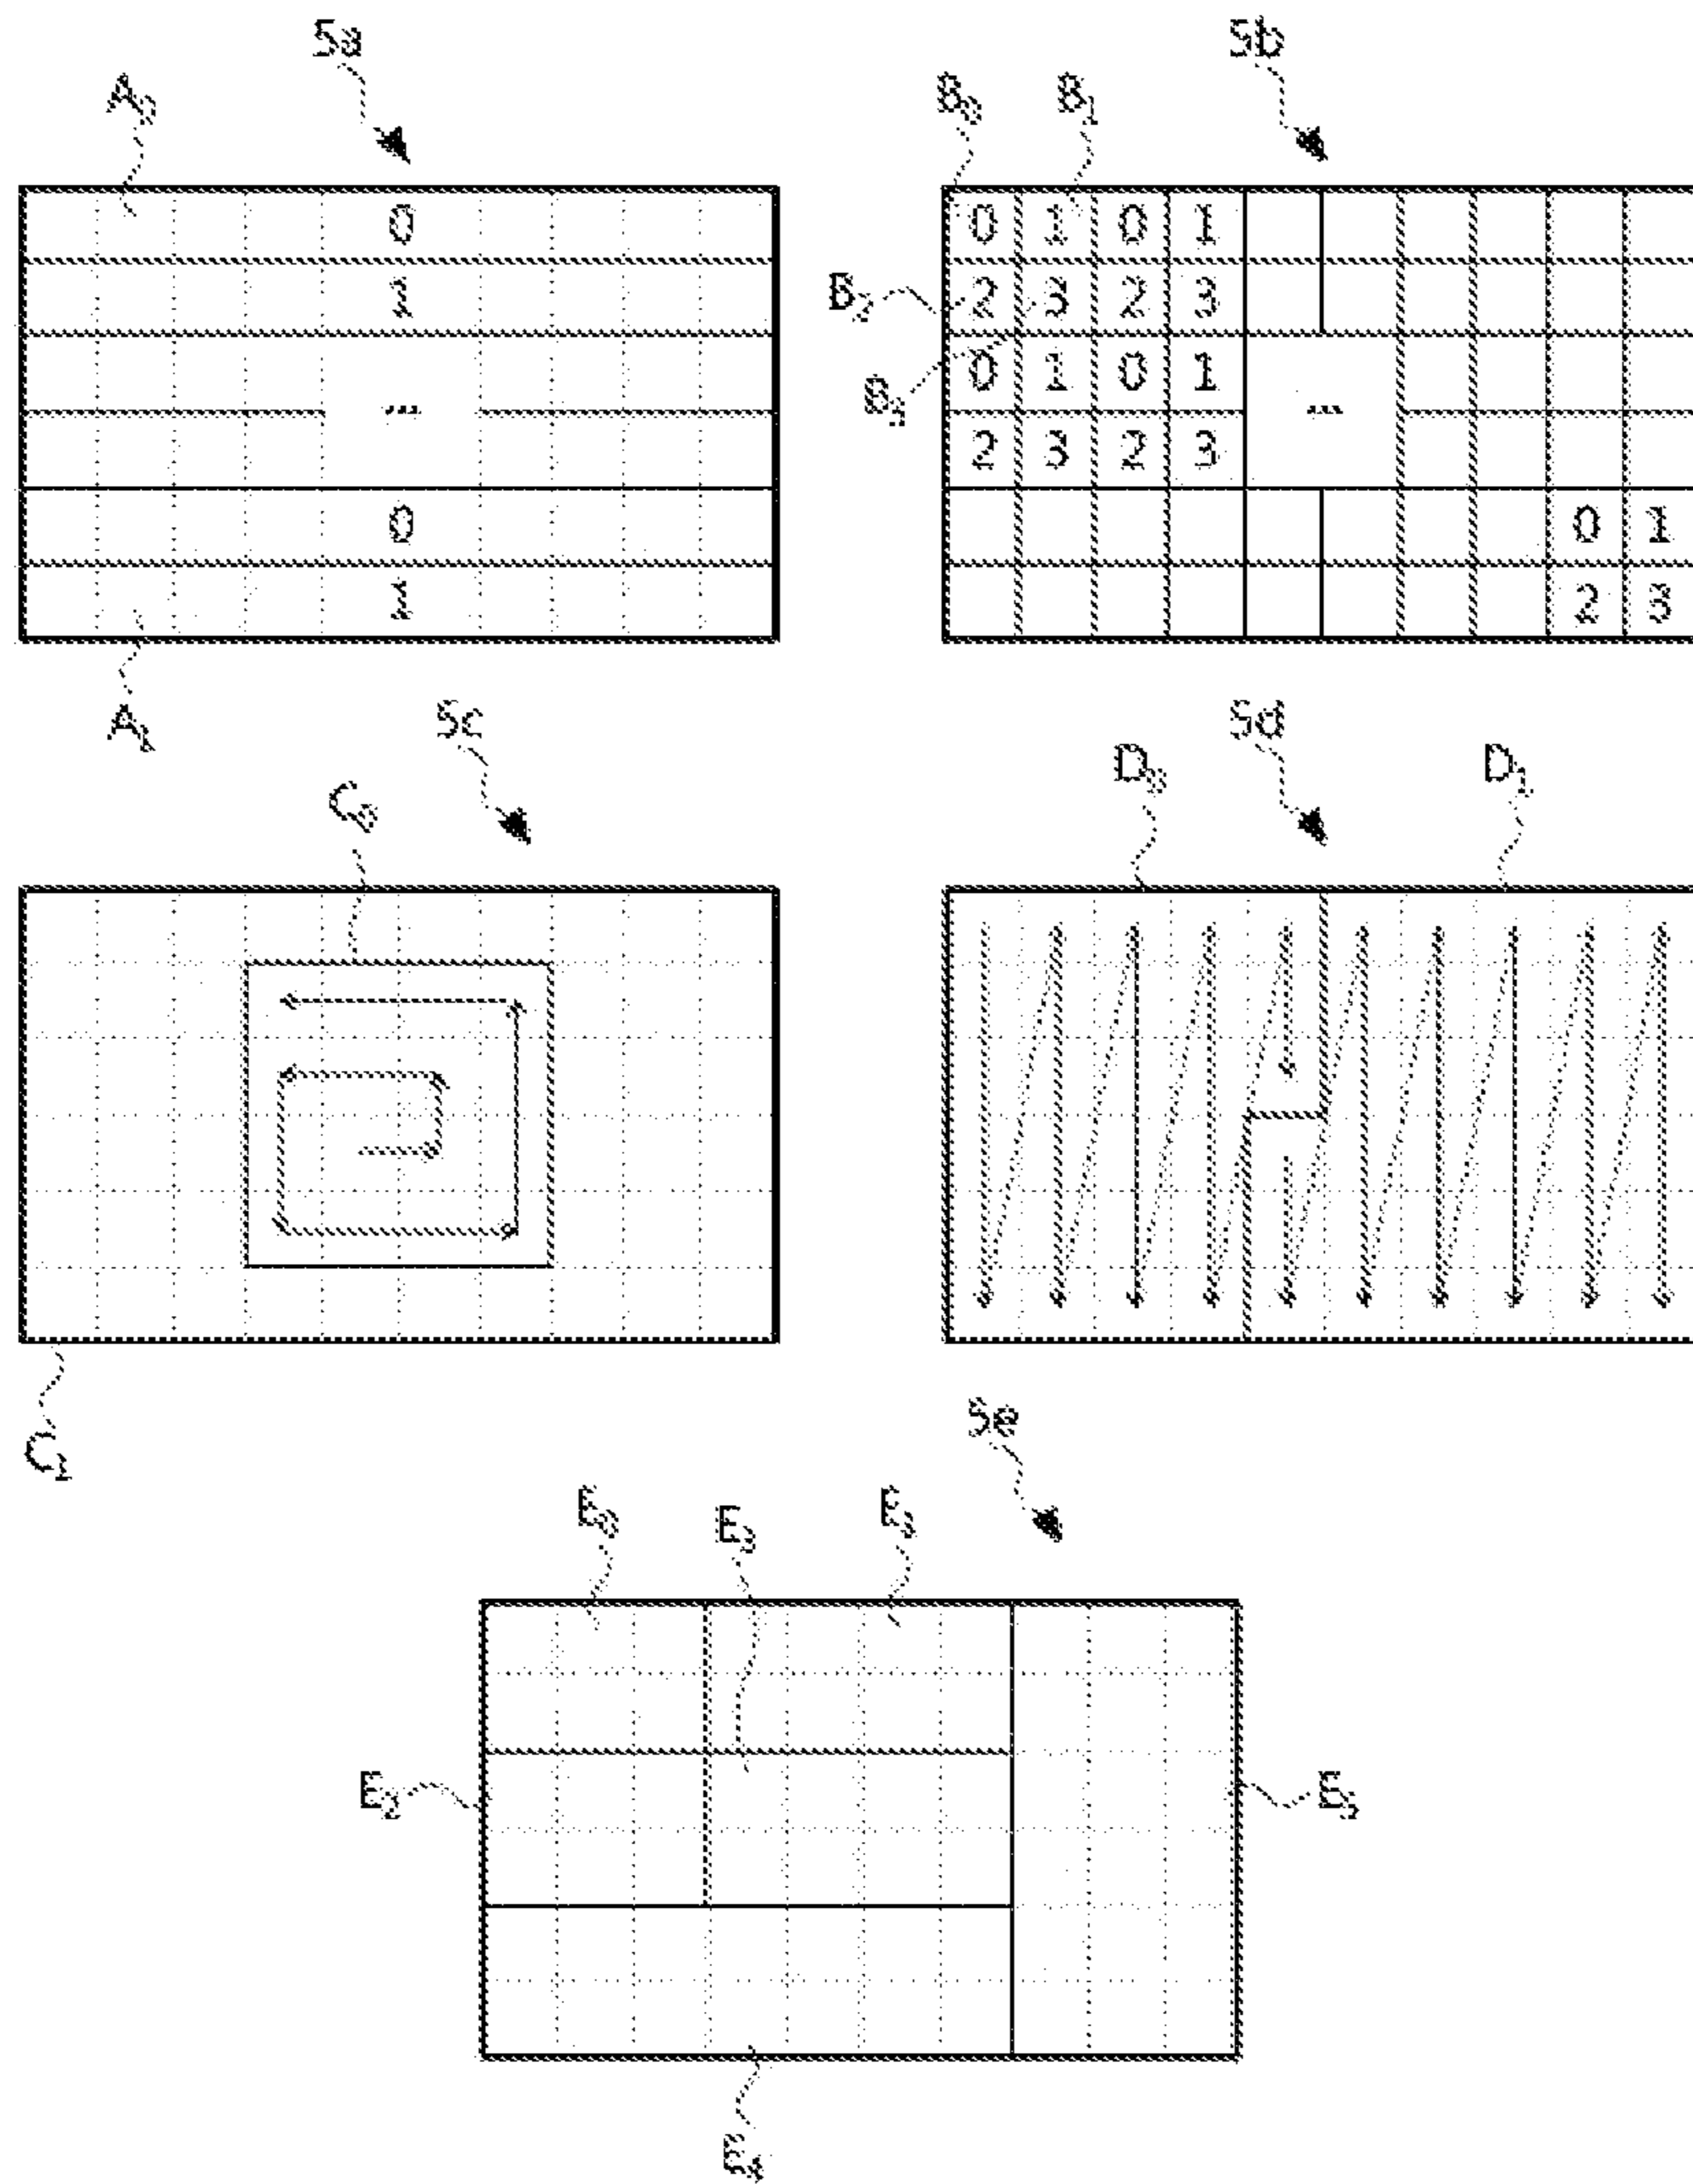 5a 5b
A₀ B₀ B₁
0 0 1 0 1
1 B₂ 2 3 2 3
0 1 0 1
... B₃ ...
2 3 2 3
0 0 1
1 2 3
A₁ 5c 5d
C₀ D₀ D₁
C₁ 5e
E₀ E₃ E₁
E₂ E₅
E₄